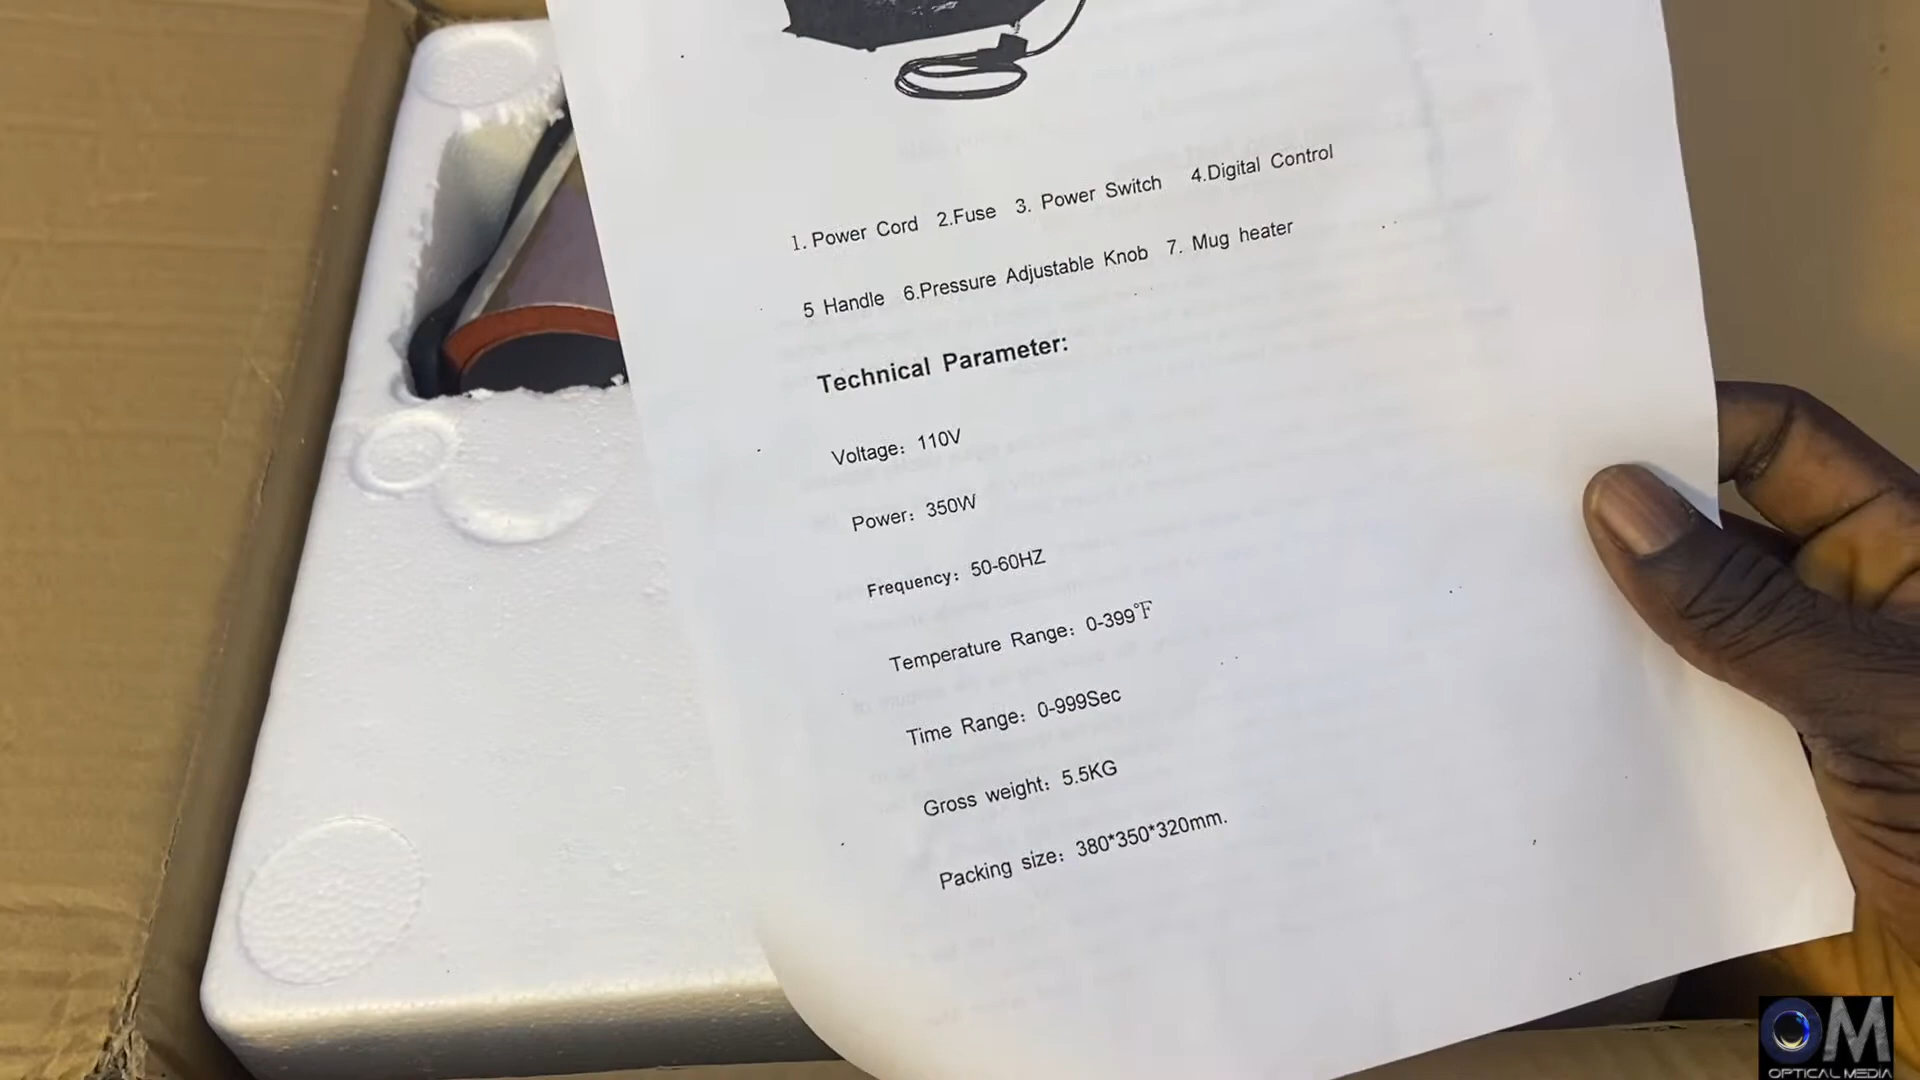 1. Power Cord 2.Fuse 3. Power Switch 4.Digital Control
5 Handle 6.Pressure Adjustable Knob 7. Mug heater
Technical Parameter:
Voltage: 110V
Power: 350W
Frequency: 50-60HZ
Temperature Range: 0-399℉
Time Range: 0-999Sec
Gross weight: 5.5KG
Packing size: 380*350*320mm.
OM
OPTICAL MEDIA